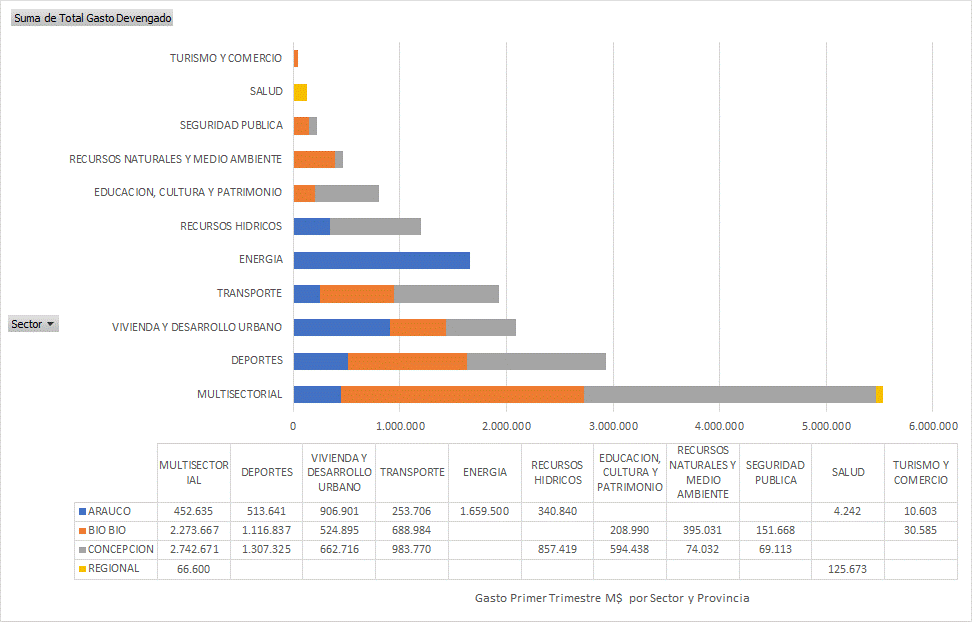 Suma de Total Gasto Devengado
TURISMO Y COMERCIO
SALUD
SEGURIDAD PUBLICA
RECURSOS NATURALES Y MEDIO AMBIENTE
EDUCACION, CULTURA Y PATRIMONIO
RECURSOS HIDRICOS
ENERGIA
TRANSPORTE
Sector
VIVIENDA Y DESARROLLO URBANO
DEPORTES
MULTISECTORIAL
0 1.000.000 2.000.000 3.000.000 4.000.000 5.000.000 6.000.000
MULTISECTOR
IAL
DEPORTES
VIVIENDA Y
DESARROLLO
URBANO
TRANSPORTE
ENERGIA
RECURSOS
HIDRICOS
EDUCACION,
CULTURA Y
PATRIMONIO
RECURSOS
NATURALES Y
MEDIO
AMBIENTE
SEGURIDAD
PUBLICA
SALUD
TURISMO Y
COMERCIO
ARAUCO 452.635 513.641 906.901 253.706 1.659.500 340.840 4.242 10.603
BIO BIO 2.273.667 1.116.837 524.895 688.984 208.990 395.031 151.668 30.585
CONCEPCION 2.742.671 1.307.325 662.716 983.770 857.419 594.438 74.032 69.113
REGIONAL 66.600 125.673
Gasto Primer Trimestre M$ por Sector y Provincia